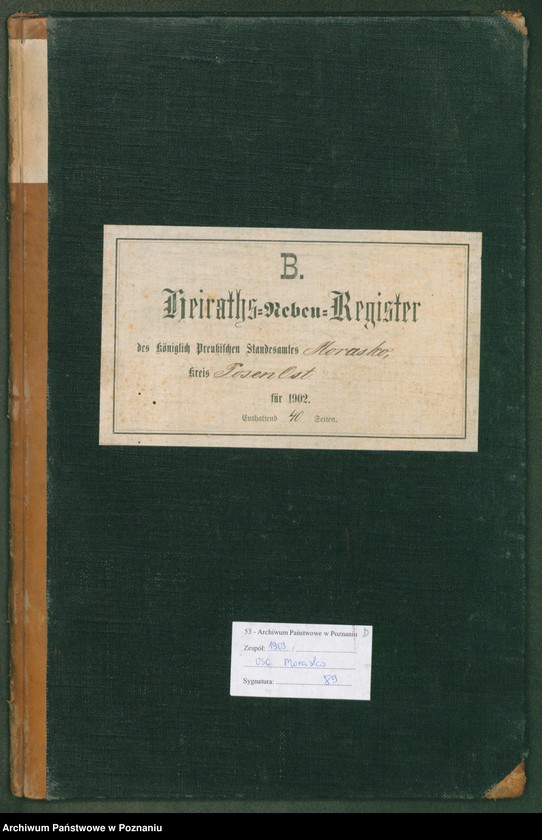 B.
Heiraths-Neben-Register
des Königlich Preußischen Standesamtes Morasko,
Kreis Posen Ost
für 1902.
Enthaltend 40 Seiten.
53 - Archiwum Państwowe w Poznaniu D
Zespół: 1909
USC Morasko
Sygnatura: 89
Archiwum Państwowe w Poznaniu